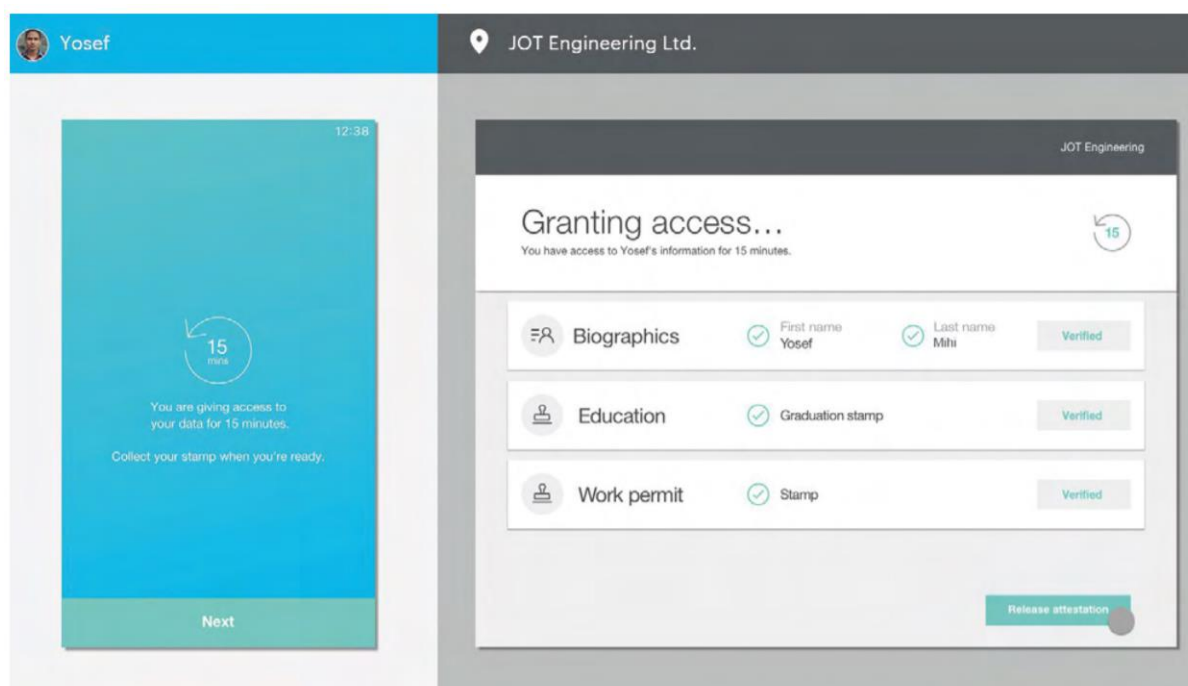 Yosef
12:38
15
mins
You are giving access to
your data for 15 minutes.
Collect your stamp when you're ready.
Next
JOT Engineering Ltd.
JOT Engineering
Granting access...
You have access to Yosef's information for 15 minutes.
15
Biographics
First name
Yosef
Last name
Mihi
Verified
Education
Graduation stamp
Verified
Work permit
Stamp
Verified
Release attestation